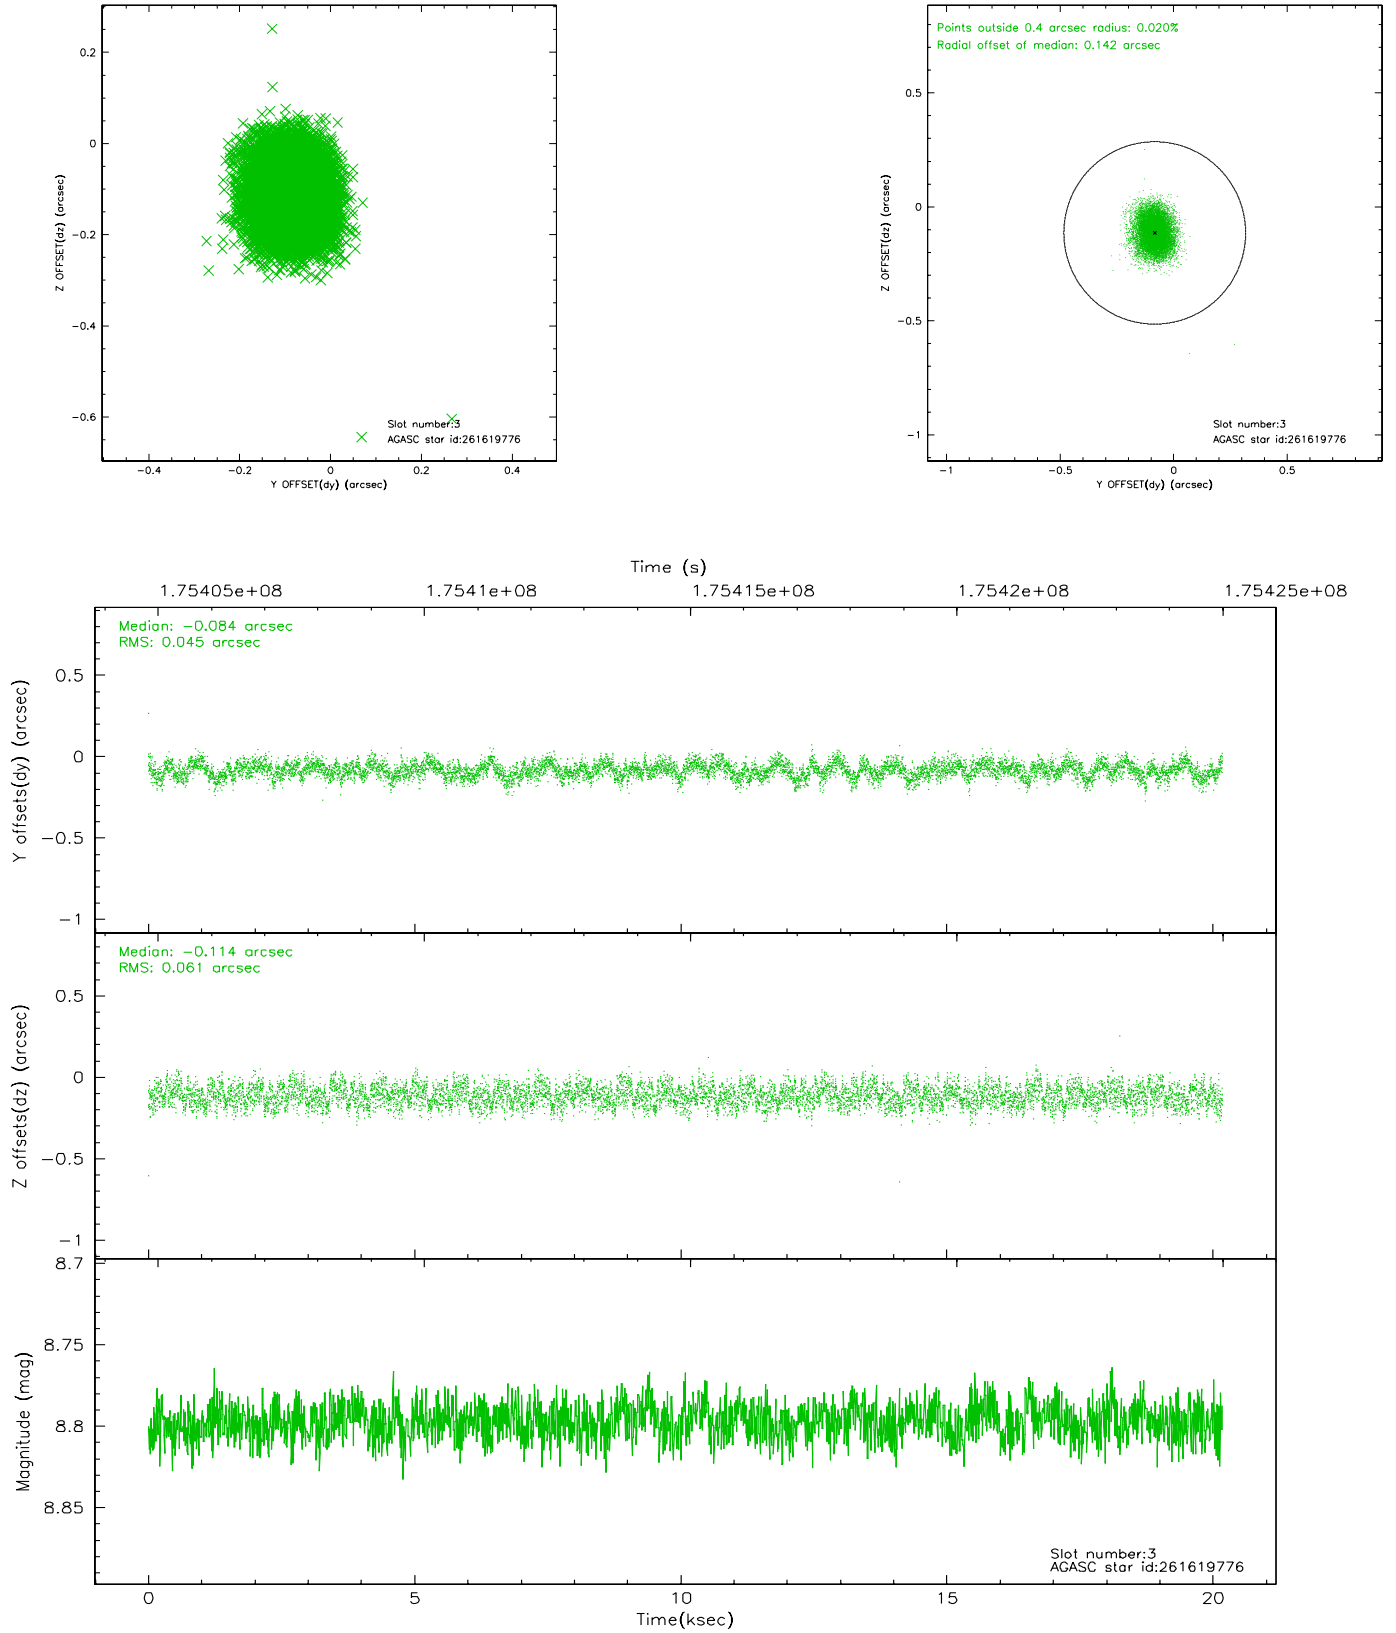 0.2
0
−0.2
−0.4
−0.6
Z OFFSET(dz) (arcsec)
Slot number:3
AGASC star id:261619776
−0.4 −0.2 0 0.2 0.4
Y OFFSET(dy) (arcsec)
Points outside 0.4 arcsec radius: 0.020%
Radial offset of median: 0.142 arcsec
0.5
0
−0.5
−1
Z OFFSET(dz) (arcsec)
Slot number:3
AGASC star id:261619776
−1 −0.5 0 0.5
Y OFFSET(dy) (arcsec)
Time (s)
1.75405e+08 1.7541e+08 1.75415e+08 1.7542e+08 1.75425e+08
Median: −0.084 arcsec
RMS: 0.045 arcsec
0.5
0
−0.5
−1
Y offsets(dy) (arcsec)
Median: −0.114 arcsec
RMS: 0.061 arcsec
0.5
0
−0.5
−1
Z offsets(dz) (arcsec)
8.7
8.75
8.8
8.85
Magnitude (mag)
Slot number:3
AGASC star id:261619776
0 5 10 15 20
Time(ksec)